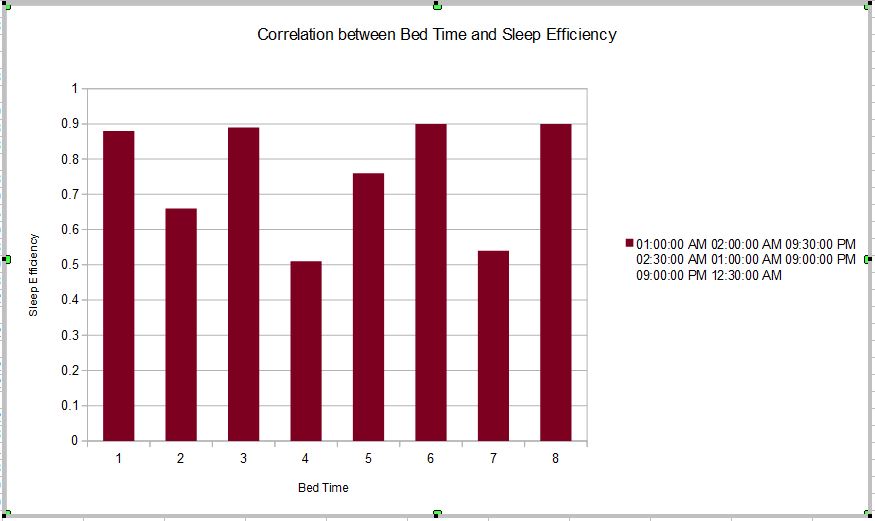 Correlation between Bed Time and Sleep Efficiency
1
0.9
0.8
0.7
0.6
0.5
0.4
0.3
0.2
0.1
0
Sleep Efficiency
1 2 3 4 5 6 7 8
Bed Time
01:00:00 AM 02:00:00 AM 09:30:00 PM
02:30:00 AM 01:00:00 AM 09:00:00 PM
09:00:00 PM 12:30:00 AM